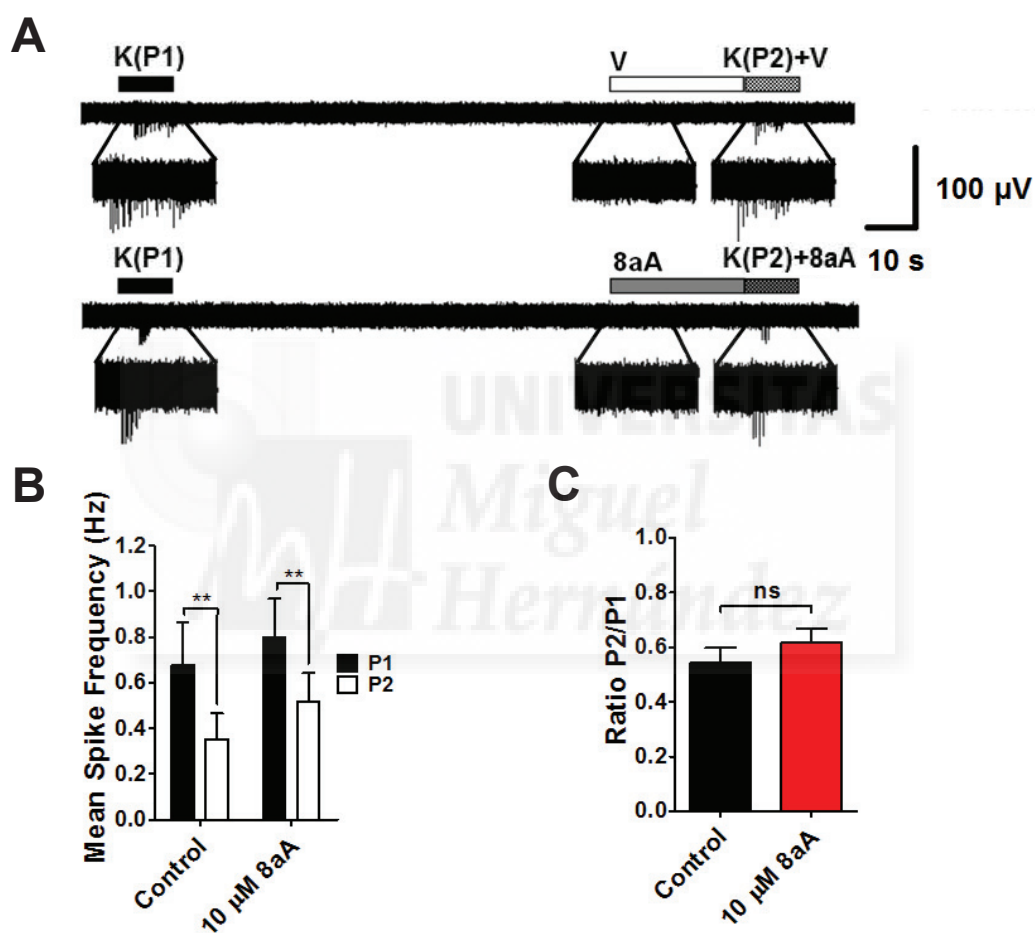 A
K(P1)
V
K(P2)+V
100 µV
10 s
K(P1)
8aA
K(P2)+8aA
UNIVERSITAS
Miguel
Hernández
B
Mean Spike Frequency (Hz)
1.2
1.0
0.8
0.6
0.4
0.2
0.0
**
**
P1
P2
Control
10 µM 8aA
C
Ratio P2/P1
1.0
0.8
0.6
0.4
0.2
0.0
ns
Control
10 µM 8aA